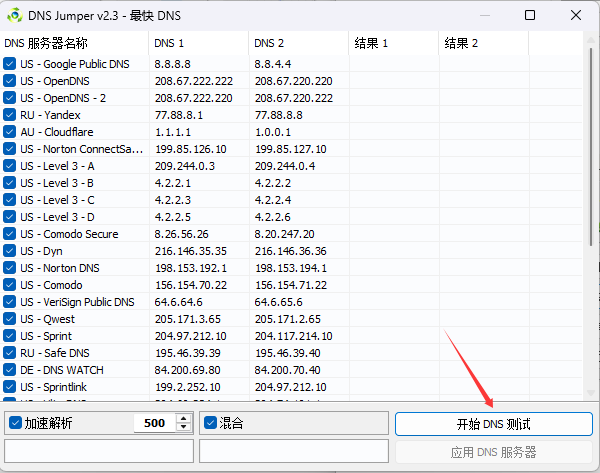 DNS Jumper v2.3 - 最快 DNS
DNS 服务器名称 DNS 1 DNS 2 结果 1 结果 2
US - Google Public DNS 8.8.8.8 8.8.4.4
US - OpenDNS 208.67.222.222 208.67.220.220
US - OpenDNS - 2 208.67.222.220 208.67.220.222
RU - Yandex 77.88.8.1 77.88.8.8
AU - Cloudflare 1.1.1.1 1.0.0.1
US - Norton ConnectSa... 199.85.126.10 199.85.127.10
US - Level 3 - A 209.244.0.3 209.244.0.4
US - Level 3 - B 4.2.2.1 4.2.2.2
US - Level 3 - C 4.2.2.3 4.2.2.4
US - Level 3 - D 4.2.2.5 4.2.2.6
US - Comodo Secure 8.26.56.26 8.20.247.20
US - Dyn 216.146.35.35 216.146.36.36
US - Norton DNS 198.153.192.1 198.153.194.1
US - Comodo 156.154.70.22 156.154.71.22
US - VeriSign Public DNS 64.6.64.6 64.6.65.6
US - Qwest 205.171.3.65 205.171.2.65
US - Sprint 204.97.212.10 204.117.214.10
RU - Safe DNS 195.46.39.39 195.46.39.40
DE - DNS WATCH 84.200.69.80 84.200.70.40
US - Sprintlink 199.2.252.10 204.97.212.10
加速解析 500 混合 开始 DNS 测试
应用 DNS 服务器